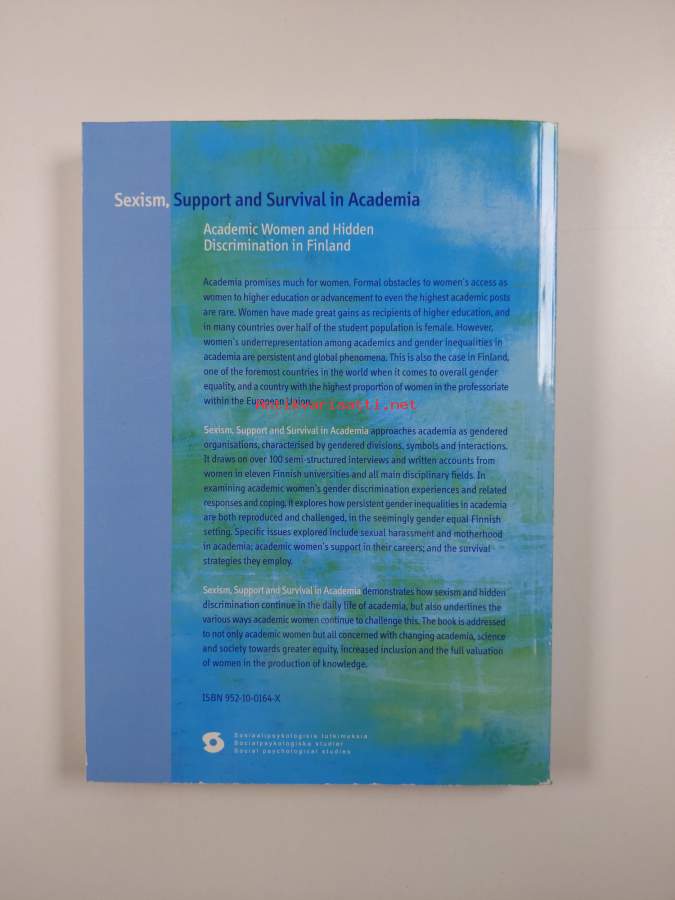 Sexism, Support and Survival in Academia
Academic Women and Hidden
Discrimination in Finland
Academia promises much for women. Formal obstacles to women's access as
women to higher education or advancement to even the highest academic posts
are rare. Women have made great gains as recipients of higher education, and
in many countries over half of the student population is female. However,
women's underrepresentation among academics and gender inequalities in
academia are persistent and global phenomena. This is also the case in Finland,
one of the foremost countries in the world when it comes to overall gender
equality, and a country with the highest proportion of women in the professoriate
within the European Union.
antikvariaatti.net
Sexism, Support and Survival in Academia approaches academia as gendered
organisations, characterised by gendered divisions, symbols and interactions.
It draws on over 100 semi-structured interviews and written accounts from
women in eleven Finnish universities and all main disciplinary fields. In
examining academic women's gender discrimination experiences and related
responses and coping, it explores how persistent gender inequalities in academia
are both reproduced and challenged, in the seemingly gender equal Finnish
setting. Specific issues explored include sexual harassment and motherhood
in academia; academic women's support in their careers; and the survival
strategies they employ.
Sexism, Support and Survival in Academia demonstrates how sexism and hidden
discrimination continue in the daily life of academia, but also underlines the
various ways academic women continue to challenge this. The book is addressed
to not only academic women but all concerned with changing academia, science
and society towards greater equity, increased inclusion and the full valuation
of women in the production of knowledge.
ISBN 952-10-0164-X
Sosiaalipsykologisia tutkimuksia
Socialpsykologiska studier
Social psychological studies